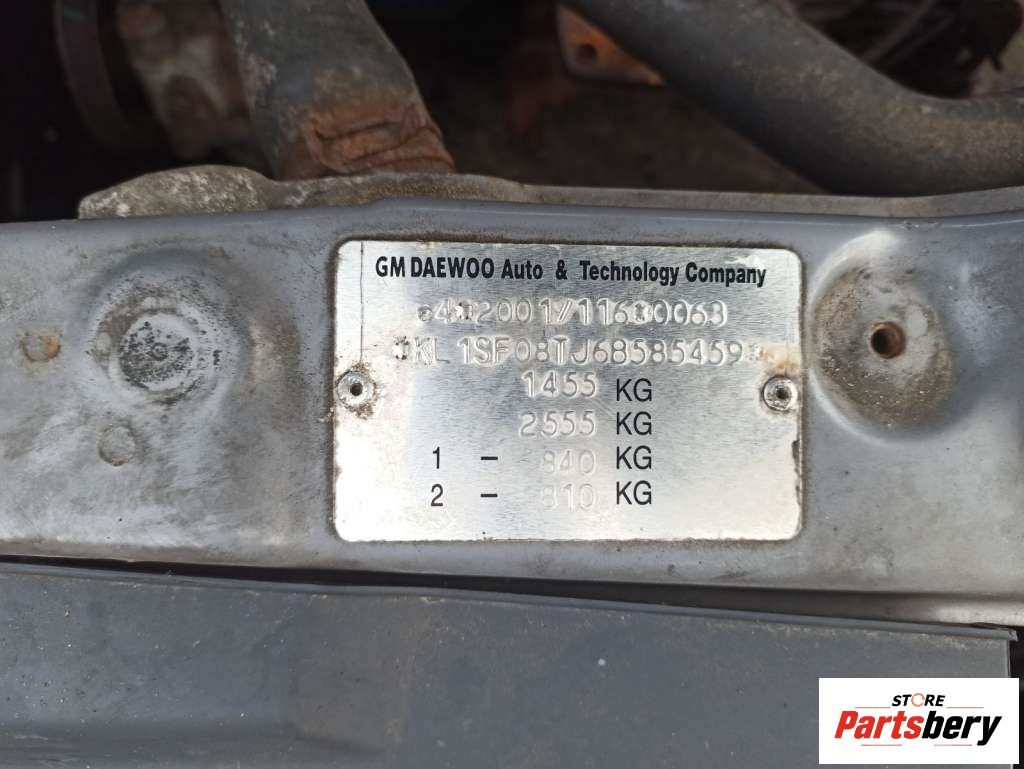 GM DAEWOO Auto & Technology Company
e4*2001/116*0063
*KL1SF08TJ68585459*
1455 KG
2555 KG
1 - 840 KG
2 - 810 KG
STORE
Partsbery